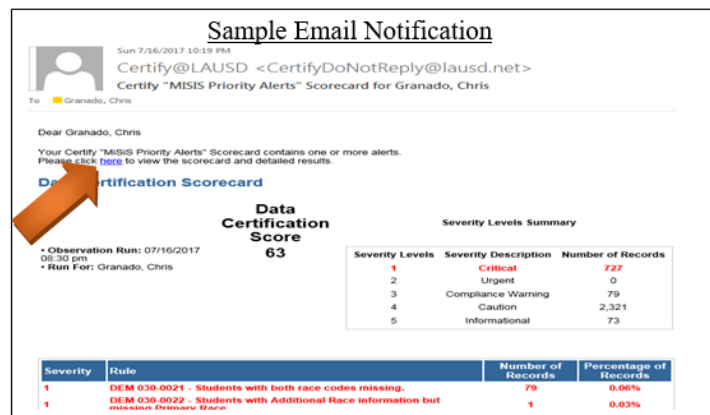 Sample Email Notification
Sun 7/16/2017 10:19 PM
Certify@LAUSD <CertifyDoNotReply@lausd.net>
Certify "MISIS Priority Alerts" Scorecard for Granado, Chris
To Granado, Chris
Dear Granado, Chris
Your Certify "MiSiS Priority Alerts" Scorecard contains one or more alerts.
Please click here to view the scorecard and detailed results.
Certification Scorecard
Data
Certification
Score
63
• Observation Run: 07/16/2017
08:30 pm
• Run For: Granado, Chris
Severity Levels Summary
Severity Levels Severity Description Number of Records
1 Critical 727
2 Urgent 0
3 Compliance Warning 79
4 Caution 2,321
5 Informational 73
Severity Rule Number of Records Percentage of Records
1 DEM 030-0021 - Students with both race codes missing. 79 0.06%
1 DEM 030-0022 - Students with Additional Race information but 1 0.03%
missing Primary Race